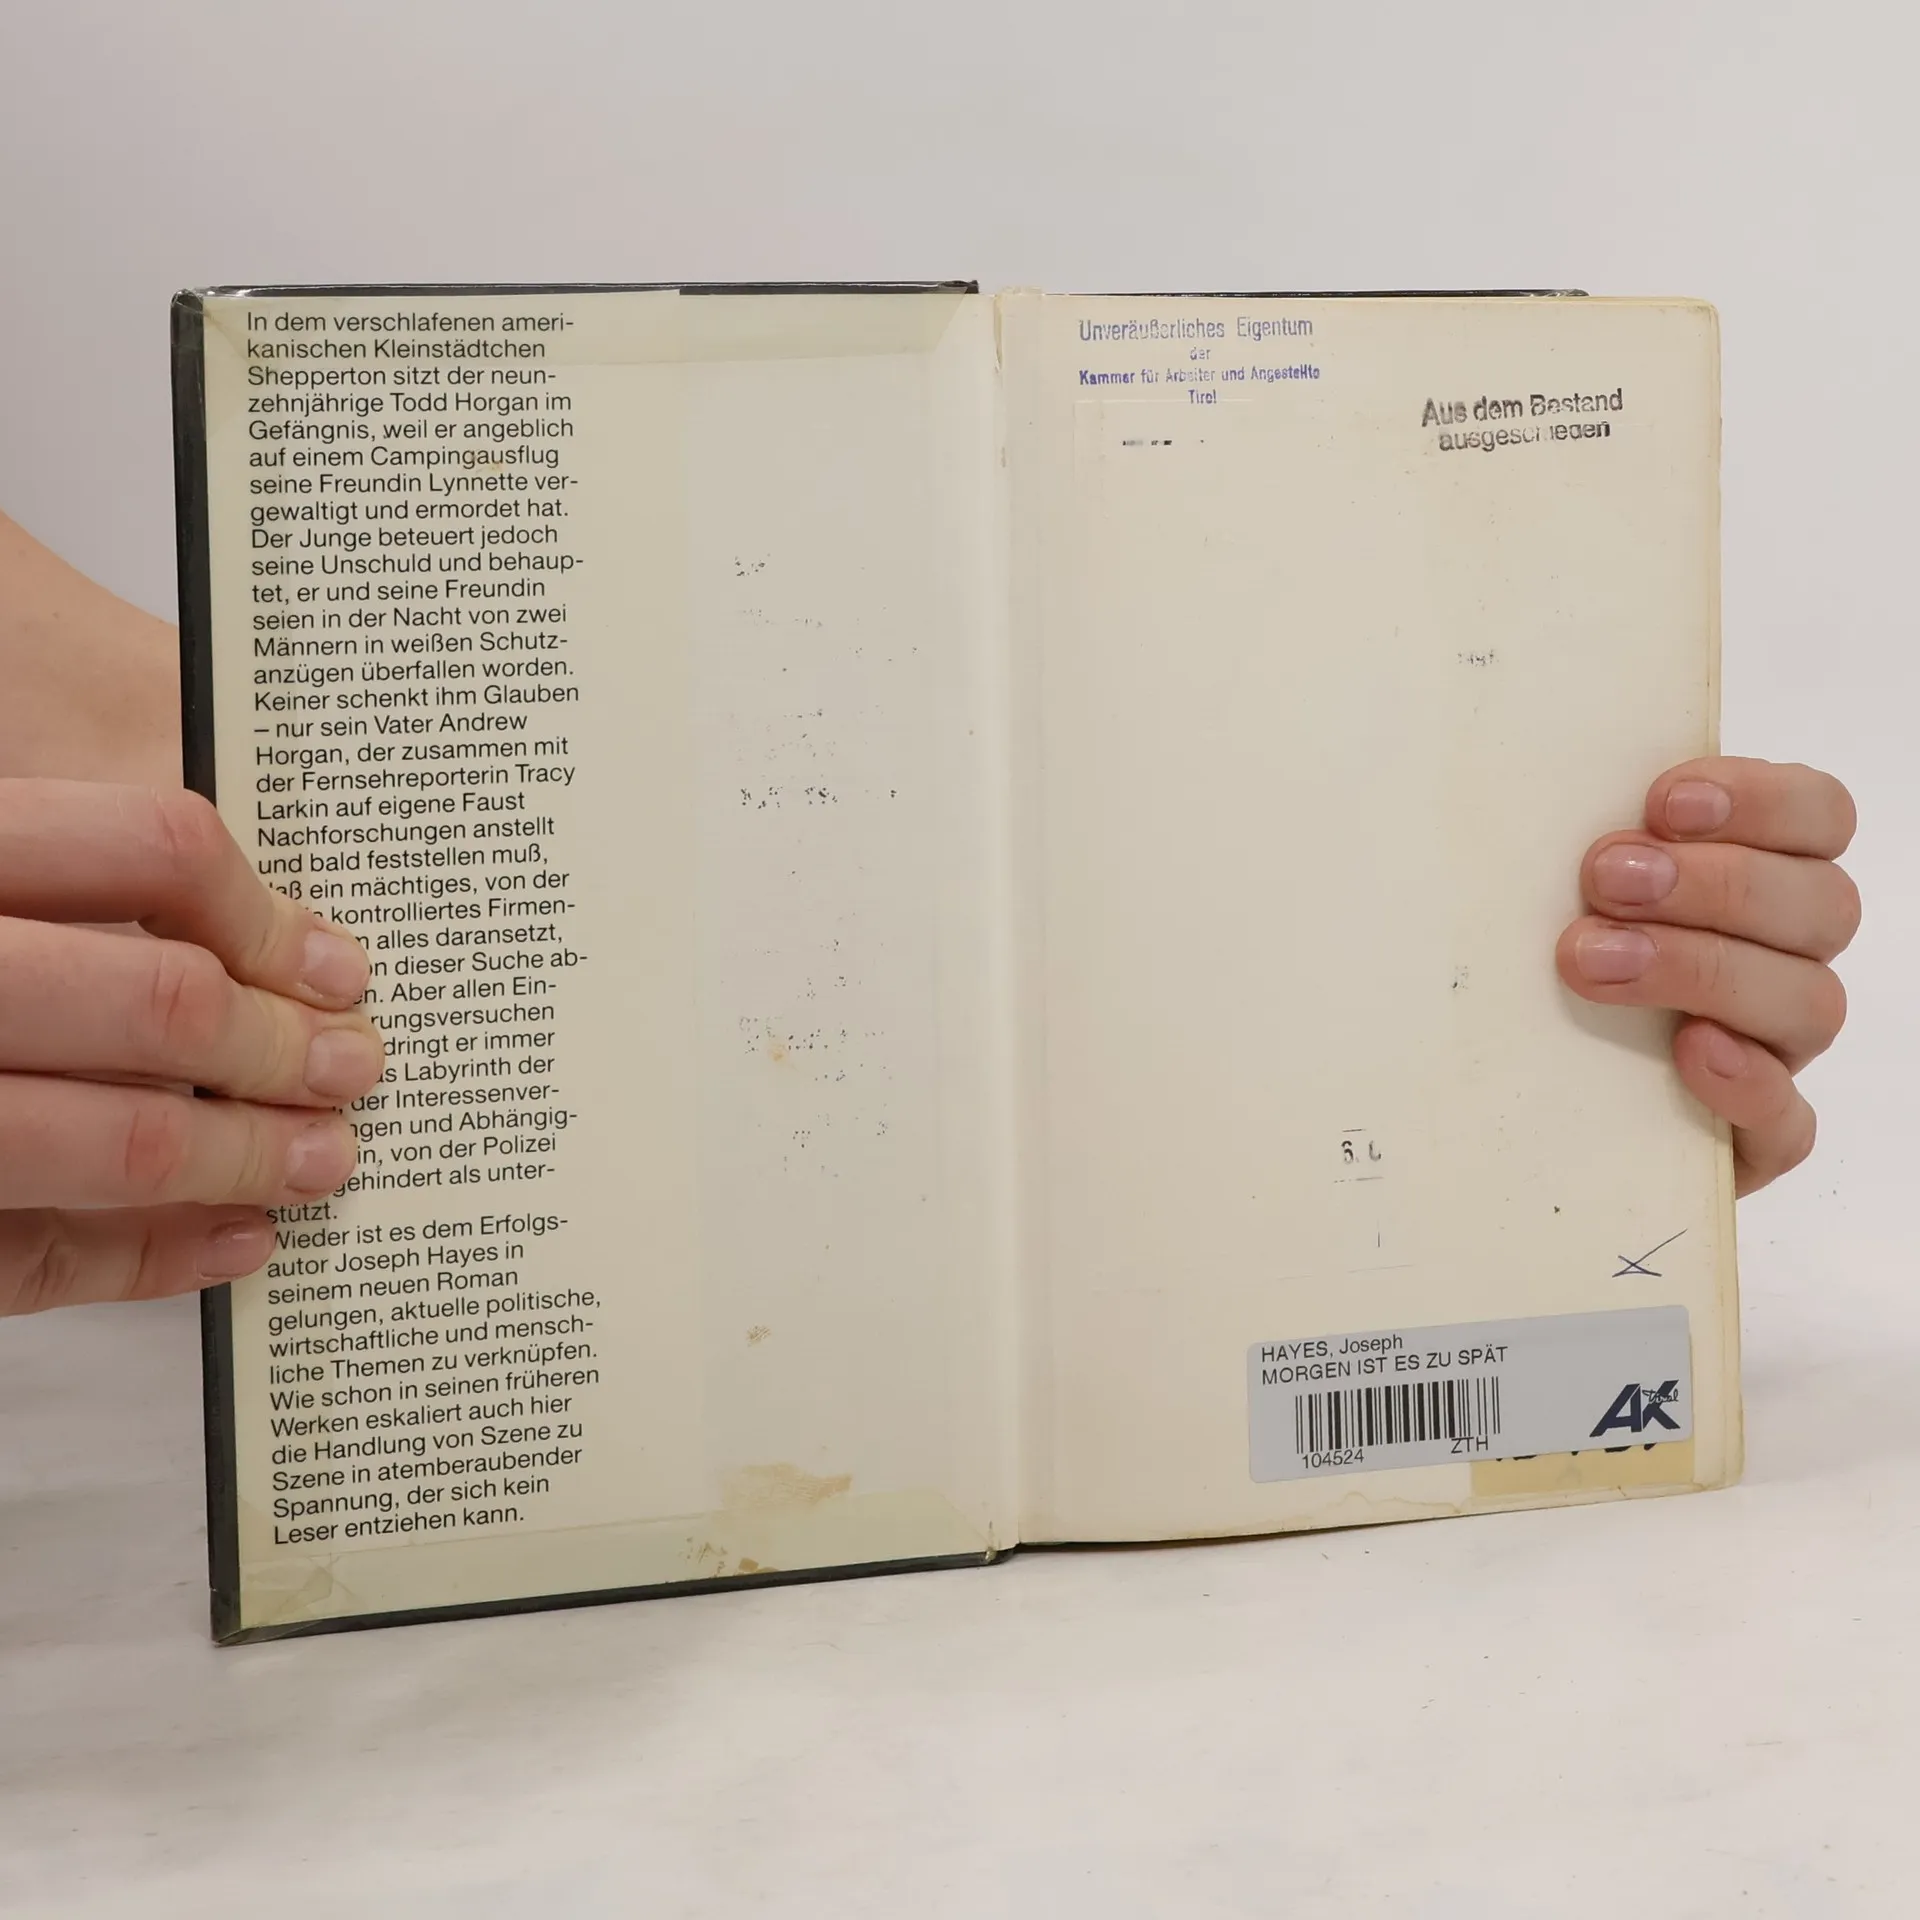 In dem verschlafenen ameri-
kanischen Kleinstädtchen
Shepperton sitzt der neun-
zehnjährige Todd Horgan im
Gefängnis, weil er angeblich
auf einem Campingausflug
seine Freundin Lynnette ver-
gewaltigt und ermordet hat.
Der Junge beteuert jedoch
seine Unschuld und behaup-
tet, er und seine Freundin
seien in der Nacht von zwei
Männern in weißen Schutz-
anzügen überfallen worden.
Keiner schenkt ihm Glauben
– nur sein Vater Andrew
Horgan, der zusammen mit
der Fernsehreporterin Tracy
Larkin auf eigene Faust
Nachforschungen anstellt
und bald feststellen muß,
ein mächtiges, von der
kontrolliertes Firmen-
alles daransetzt,
dieser Suche ab-
Aber allen Ein-
rungsversuchen
dringt er immer
Labyrinth der
der Interessenver-
ngen und Abhängig-
in, von der Polizei
gehindert als unter-
stützt.
Wieder ist es dem Erfolgs-
autor Joseph Hayes in
seinem neuen Roman
gelungen, aktuelle politische,
wirtschaftliche und mensch-
liche Themen zu verknüpfen.
Wie schon in seinen früheren
Werken eskaliert auch hier
die Handlung von Szene zu
Szene in atemberaubender
Spannung, der sich kein
Leser entziehen kann.
Unveräußerliches Eigentum
der
Kammer für Arbeiter und Angestellte
Tirol
Aus dem Bestand
ausgeschieden
HAYES, Joseph
MORGEN IST ES ZU SPÄT
104524
ZTH
AK
Tirol